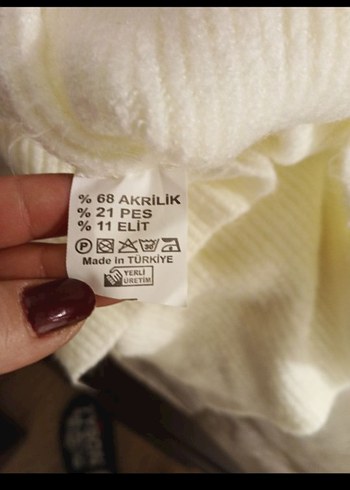 % 68 AKRİLİK
% 21 PES
% 11 ELİT
P
Made in TÜRKİYE
YERLİ
ÜRETİM